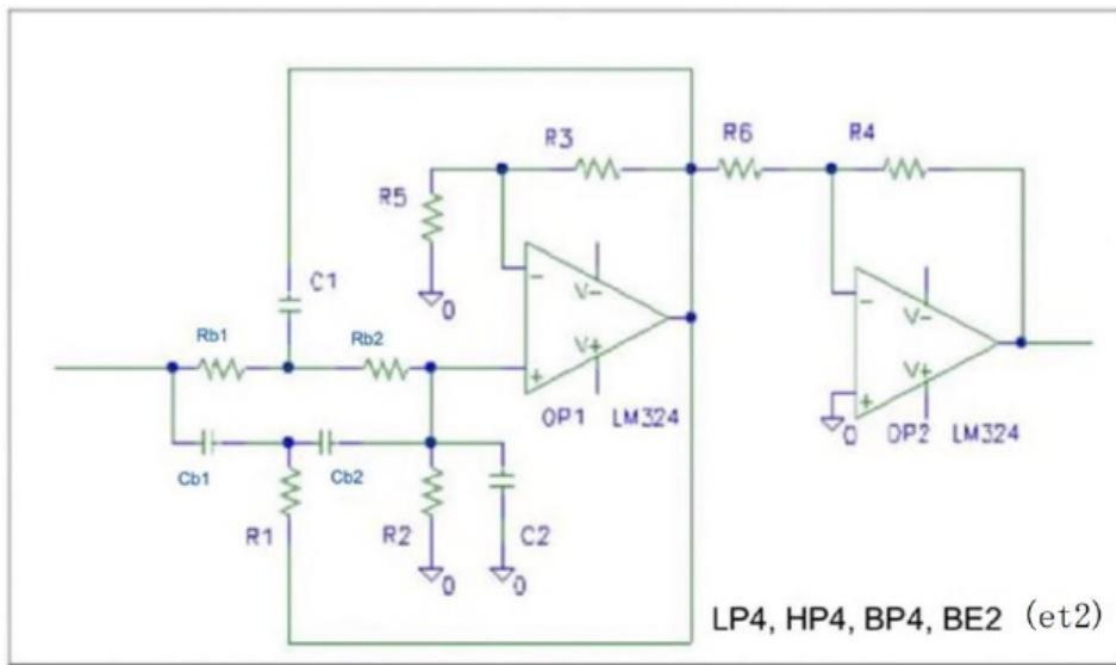 R3
R6
R4
R5
0
C1
-
V-
V+
+
OP1 LM324
-
V-
V+
+
0
OP2 LM324
Rb1
Rb2
Cb1
Cb2
R1
R2
C2
0
0
LP4, HP4, BP4, BE2 (et2)